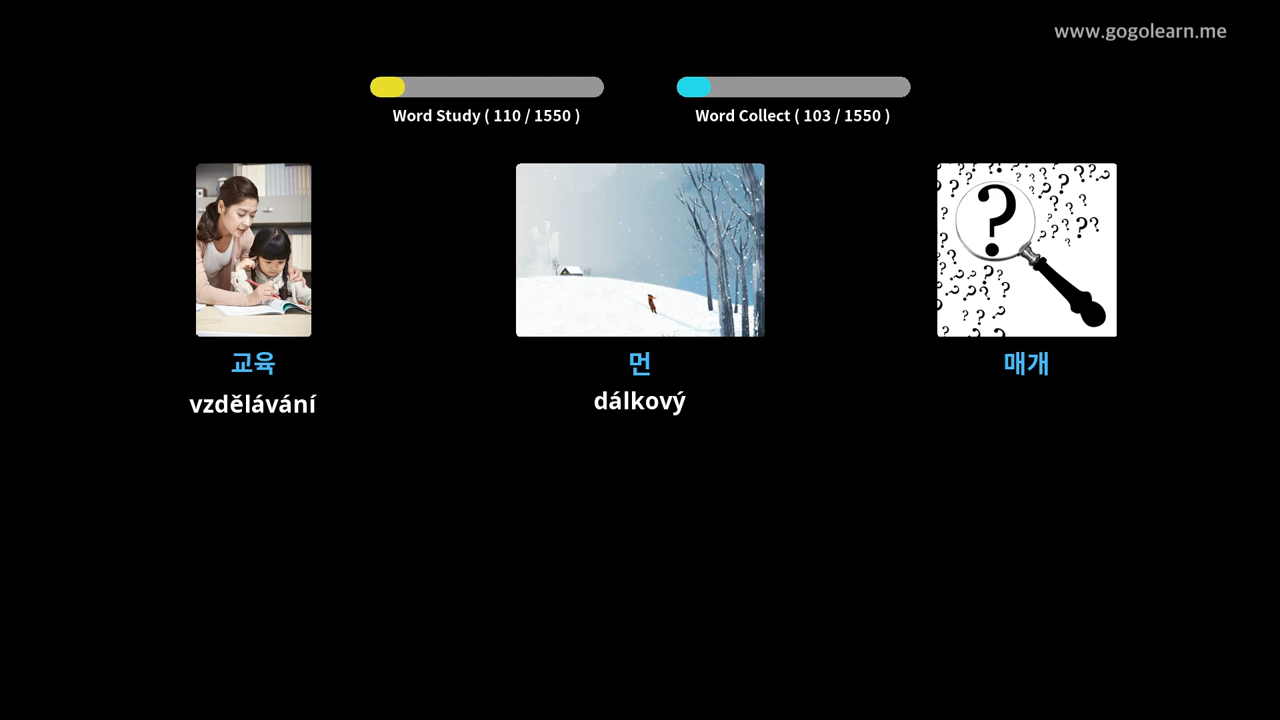 www.gogolearn.me
Word Study ( 110 / 1550 )
Word Collect ( 103 / 1550 )
교육
먼
매개
vzdělávání
dálkový